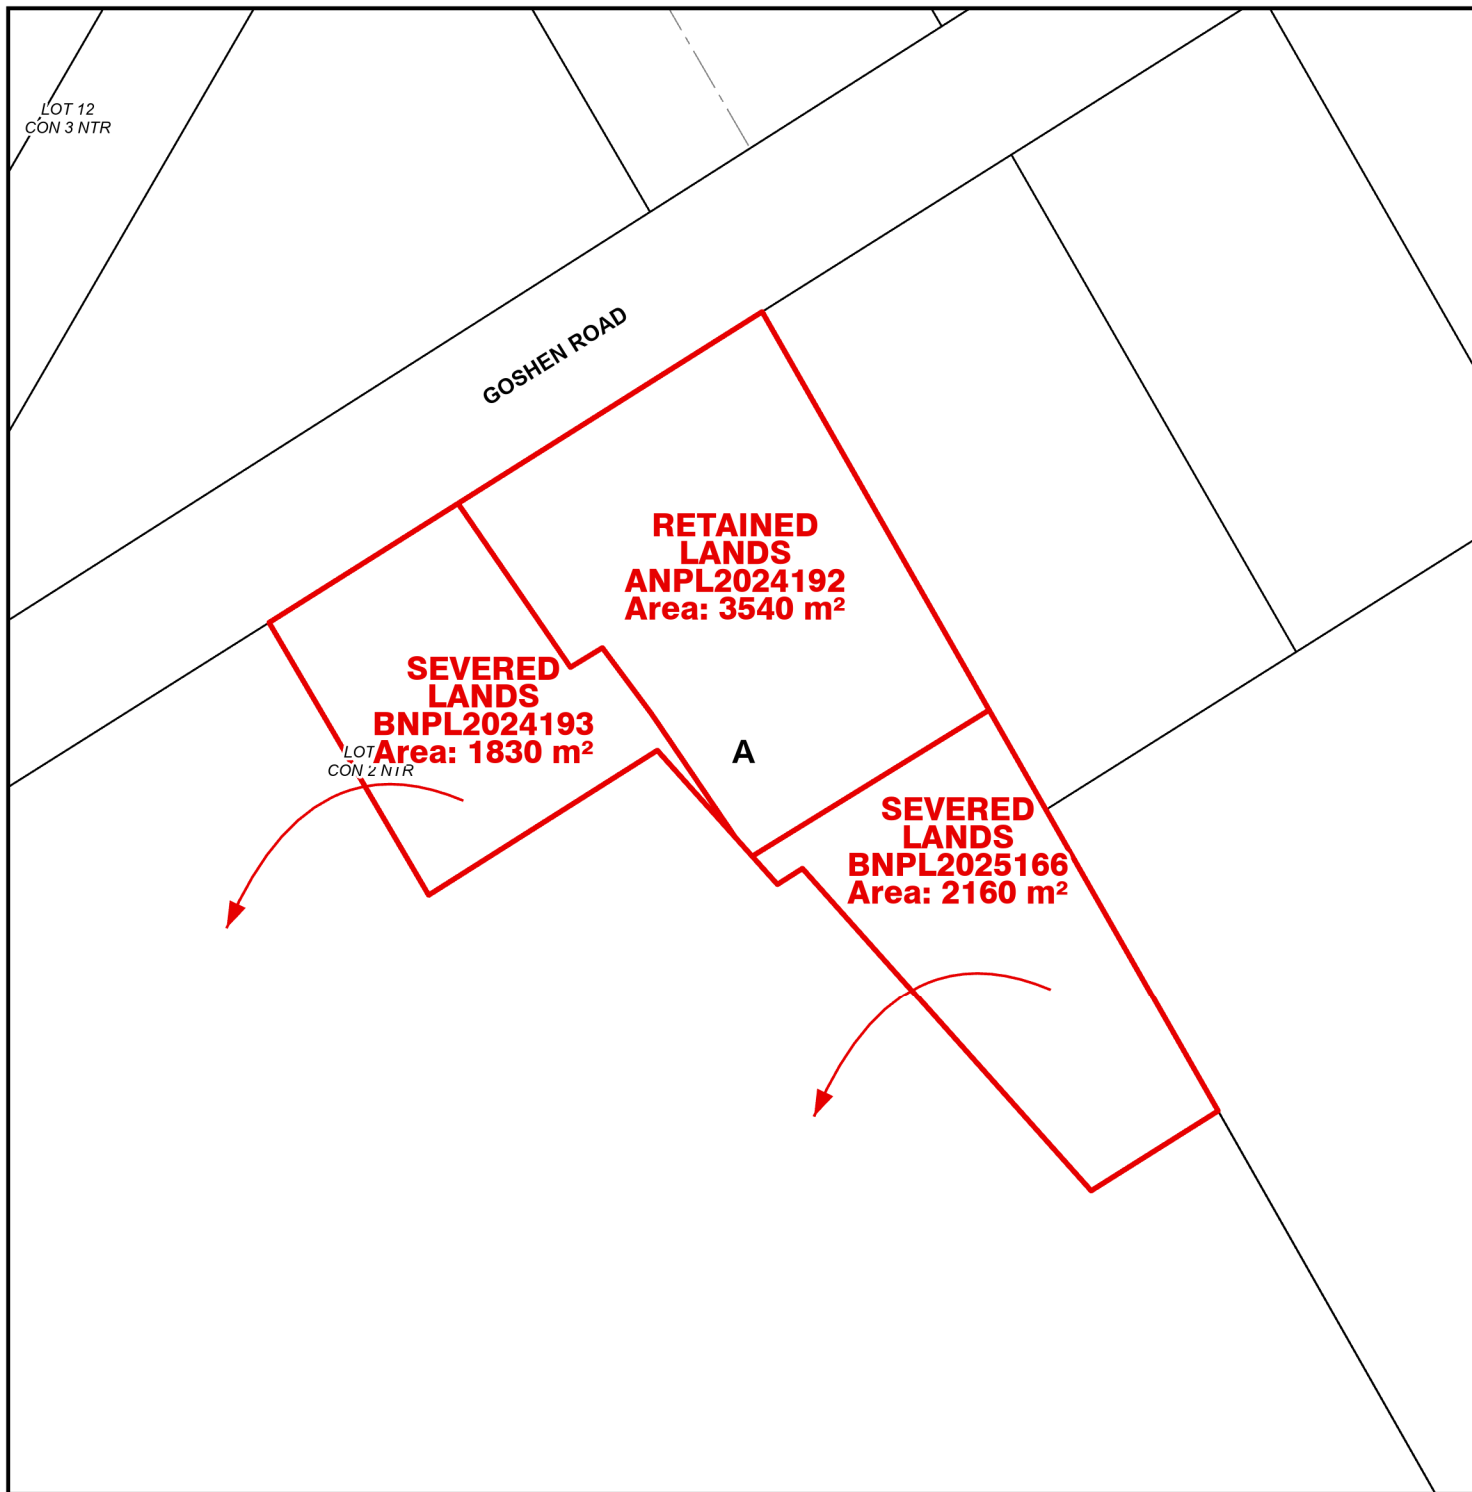 LOT 12
CON 3 NTR
GOSHEN ROAD
RETAINED
LANDS
ANPL2024192
Area: 3540 m²
SEVERED
LANDS
BNPL2024193
Area: 1830 m²
LOT
CON 2 NTR
A
SEVERED
LANDS
BNPL2025166
Area: 2160 m²